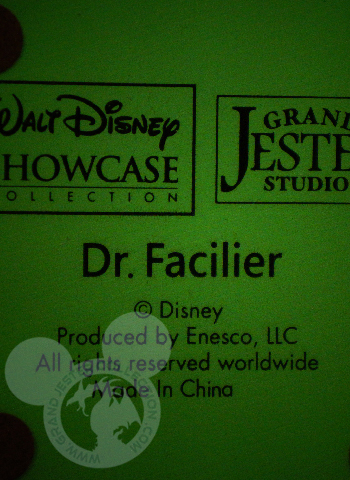 Walt Disney
SHOWCASE
COLLECTION
GRAND
JESTER
STUDIOS
Dr. Facilier
© Disney
Produced by Enesco, LLC
All rights reserved worldwide
Made In China